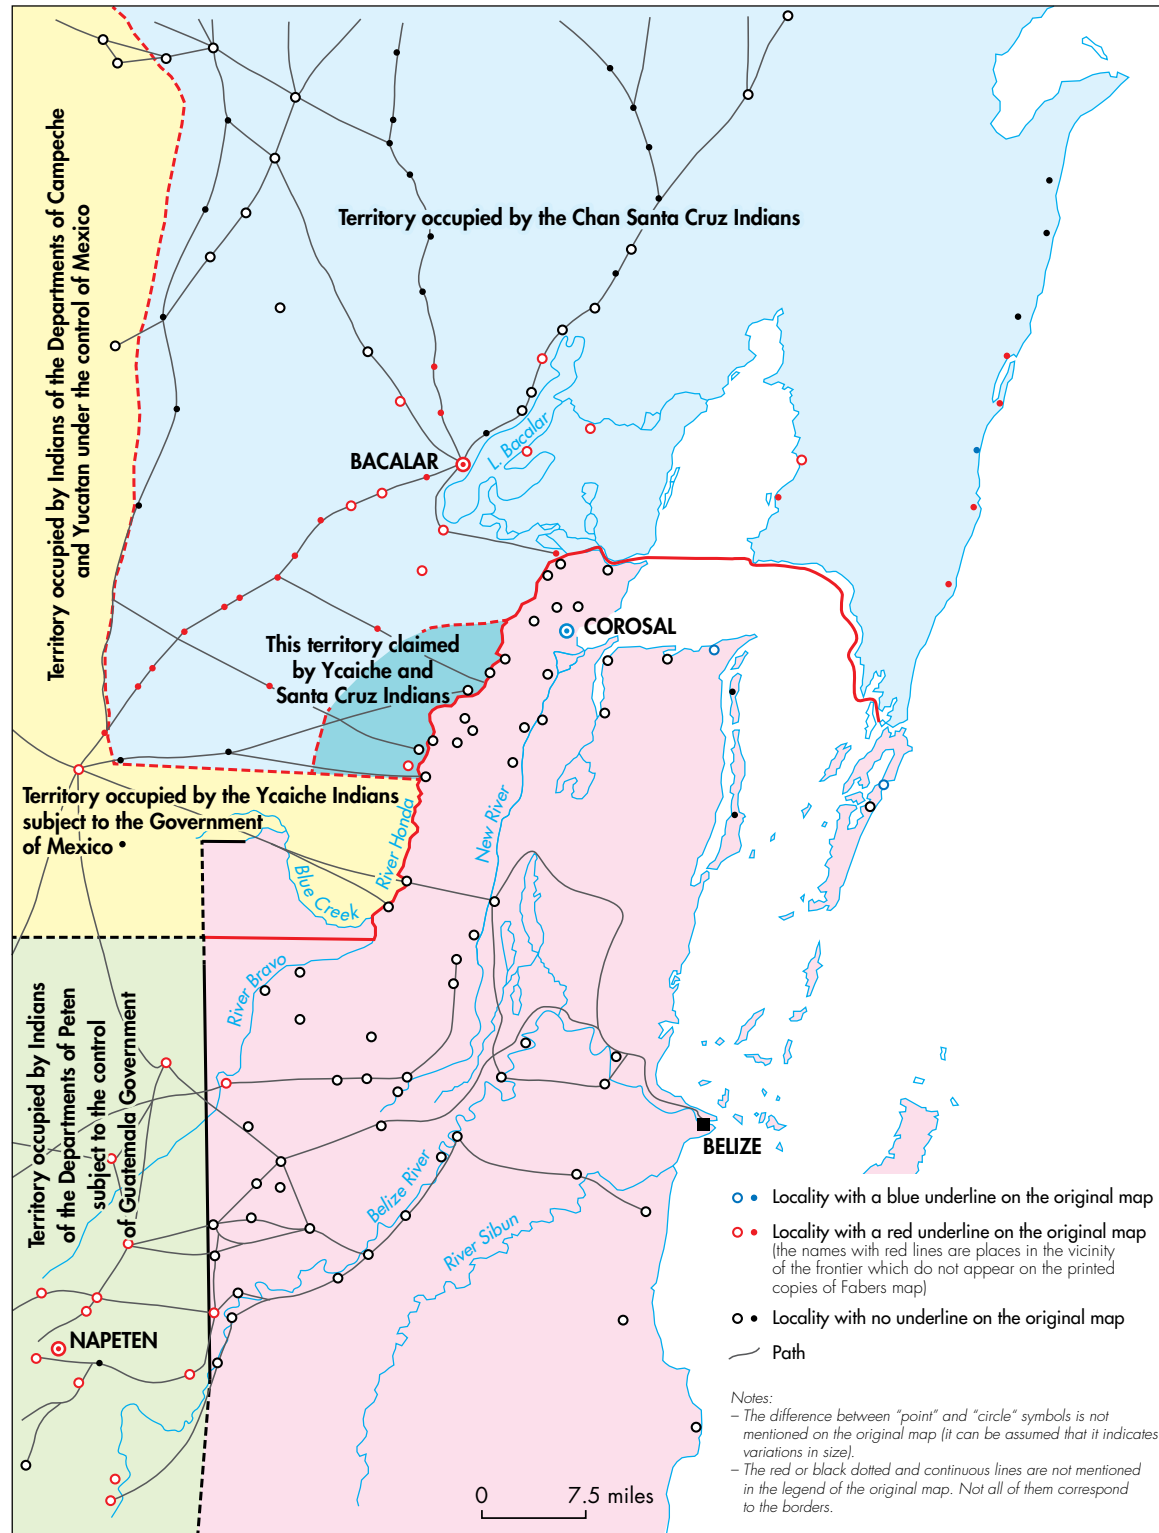 Territory occupied by Indians of the Departments of Campeche
and Yucatan under the control of Mexico
Territory occupied by the Chan Santa Cruz Indians
L. Bacalar
BACALAR
COROSAL
This territory claimed
by Ycaiche and
Santa Cruz Indians
Territory occupied by the Ycaiche Indians
subject to the Government
of Mexico
River Honda
New River
Blue Creek
River Bravo
Territory occupied by Indians
of the Departments of Peten
subject to the control
of Guatemala Government
BELIZE
Belize River
River Sibun
NAPETEN
Locality with a blue underline on the original map
Locality with a red underline on the original map
(the names with red lines are places in the vicinity
of the frontier which do not appear on the printed
copies of Fabers map)
Locality with no underline on the original map
Path
Notes:
– The difference between “point” and “circle” symbols is not
mentioned on the original map (it can be assumed that it indicates
variations in size).
– The red or black dotted and continuous lines are not mentioned
in the legend of the original map. Not all of them correspond
to the borders.
0 7.5 miles